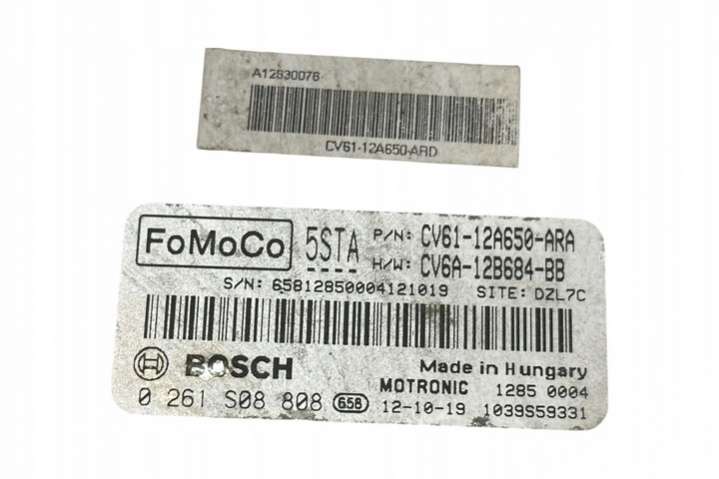 A12830076
CV61-12A650-ARD
FoMoCo 5STA P/N: CV61-12A650-ARA
H/W: CV6A-12B684-BB
S/N: 65812850004121019 SITE: DZL7C
BOSCH Made in Hungary
MOTRONIC 1285 0004
0 261 S08 808 658 12-10-19 1039S59331